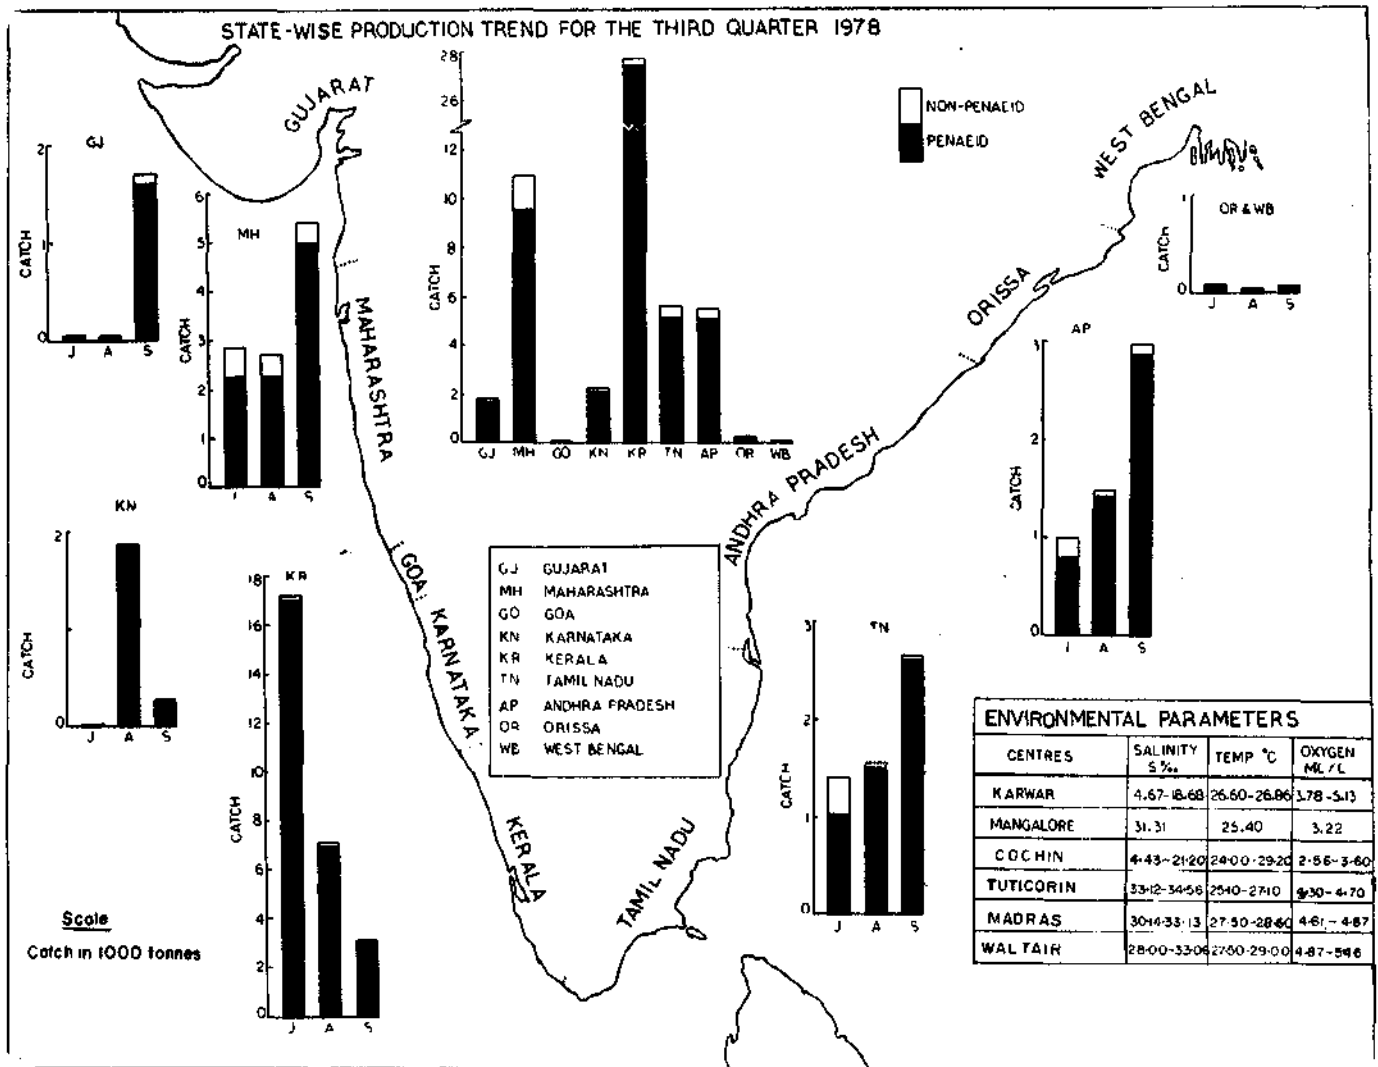 STATE-WISE PRODUCTION TREND FOR THE THIRD QUARTER 1978
GUJARAT
GJ
2
1
0
CATCH
J A S
MH
6
5
4
3
2
1
0
CATCH
J A S
28
26
12
10
8
6
4
2
0
CATCH
GJ MH GO KN KR TN AP OR WB
NON-PENAEID
PENAEID
WEST BENGAL
OR & WB
1
0
CATCH
J A S
ORISSA
MAHARASHTRA
AP
3
2
1
0
CATCH
J A S
ANDHRA PRADESH
KN
2
0
CATCH
J A S
GOA
KARNATAKA
KR
18
16
14
12
10
8
6
4
2
0
CATCH
J A S
GJ GUJARAT
MH MAHARASHTRA
GO GOA
KN KARNATAKA
KR KERALA
TN TAMIL NADU
AP ANDHRA PRADESH
OR ORISSA
WB WEST BENGAL
TN
3
2
1
0
CATCH
J A S
KERALA
TAMIL NADU
Scale
Catch in 1000 tonnes
ENVIRONMENTAL PARAMETERS
CENTRES SALINITY S‰ TEMP °C OXYGEN ML/L
KARWAR 4.67-18.68 26.60-26.86 3.78-5.13
MANGALORE 31.31 25.40 3.22
COCHIN 4.43-21.20 24.00-29.20 2.56-3.60
TUTICORIN 33.12-34.56 25.10-27.10 4.30-4.70
MADRAS 30.14-33.13 27.50-28.60 4.61-4.87
WALTAIR 28.00-33.06 27.50-29.00 4.87-5.46